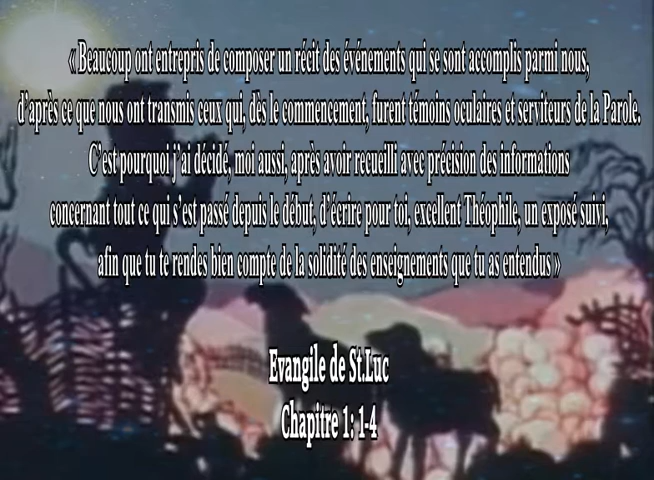 « Beaucoup ont entrepris de composer un récit des événements qui se sont accomplis parmi nous,
d'après ce que nous ont transmis ceux qui, dès le commencement, furent témoins oculaires et serviteurs de la Parole.
C'est pourquoi j'ai décidé, moi aussi, après avoir recueilli avec précision des informations
concernant tout ce qui s'est passé depuis le début, d'écrire pour toi, excellent Théophile, un exposé suivi,
afin que tu te rendes bien compte de la solidité des enseignements que tu as entendus »
Evangile de St.Luc
Chapitre 1: 1-4